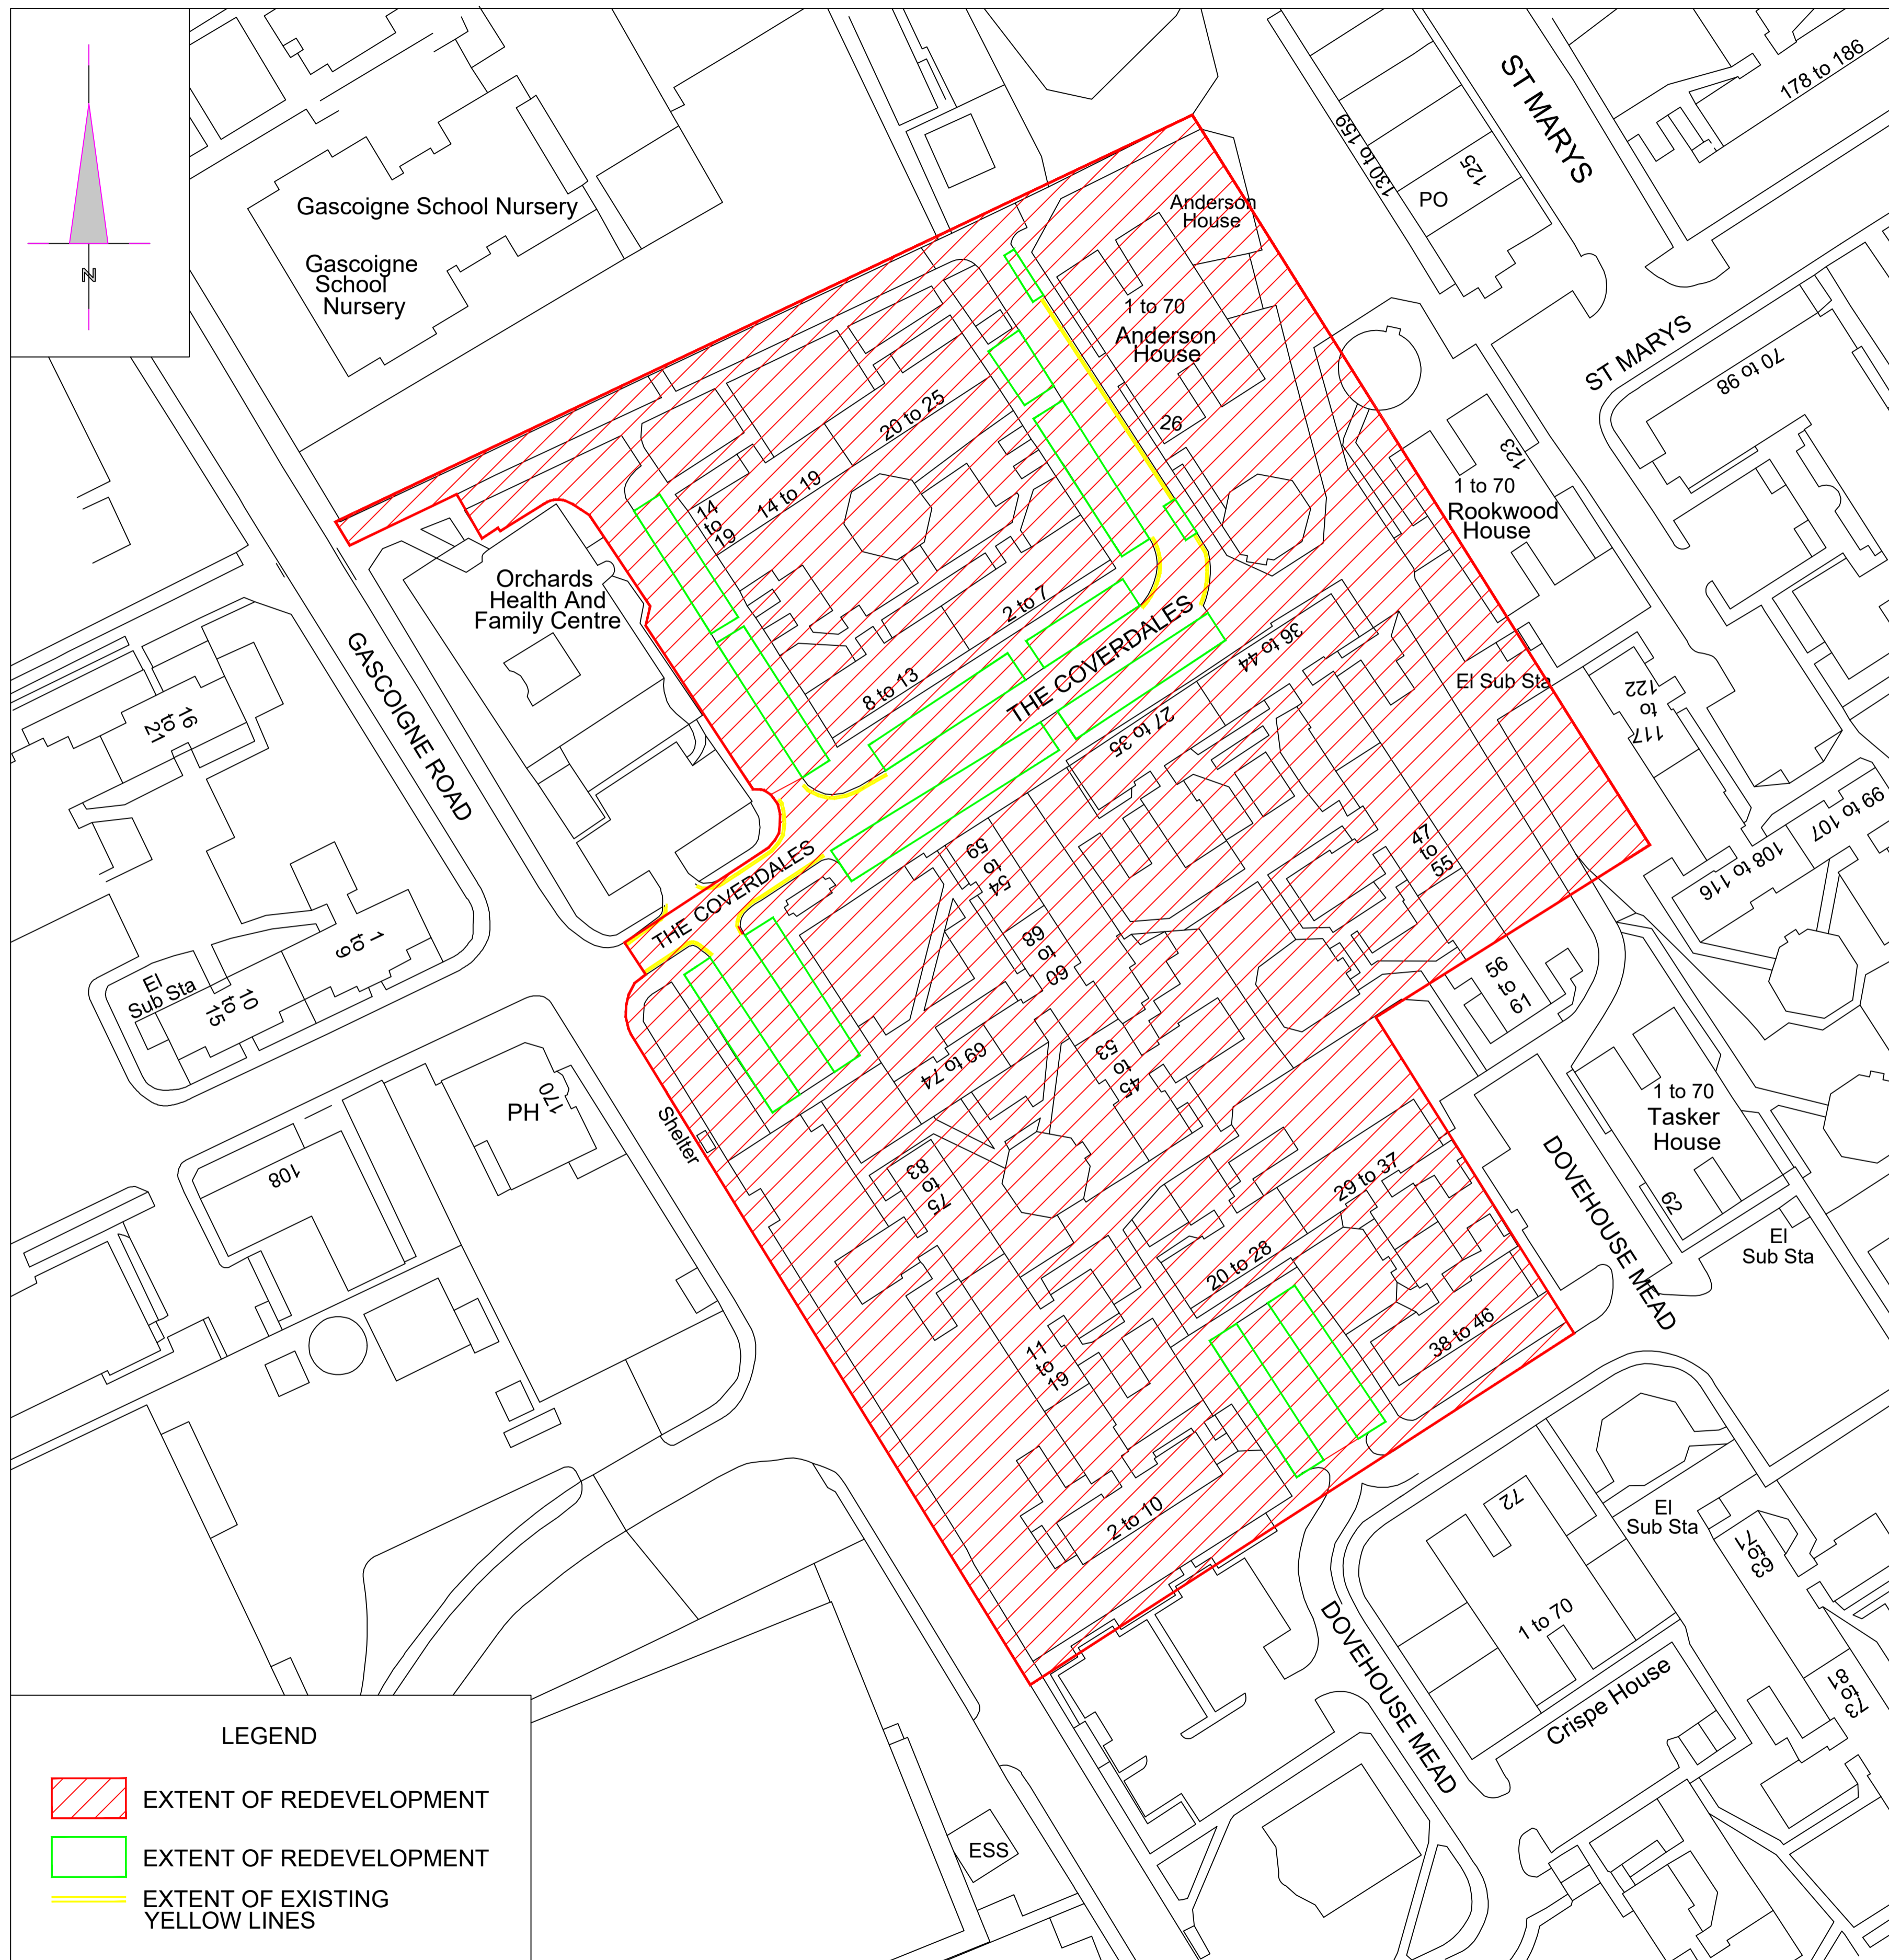 N
ST MARYS
178 to 186
130 to 159
125
PO
Gascoigne School Nursery
Gascoigne
School
Nursery
Anderson
House
1 to 70
Anderson
House
26
ST MARYS
70 to 98
123
1 to 70
Rookwood
House
20 to 25
14 to 19
14
to
19
Orchards
Health And
Family Centre
2 to 7
8 to 13
THE COVERDALES
36 to 44
27 to 35
El Sub Sta
122
to
117
GASCOIGNE ROAD
16
to
21
99 to 107
108 to 116
47
to
55
59
to
54
THE COVERDALES
68
to
60
1
to
9
El
Sub Sta
10
to
15
56
to
61
69 to 74
53
to
45
1 to 70
Tasker
House
62
El
Sub Sta
PH
170
108
Shelter
83
to
75
29 to 37
20 to 28
DOVEHOUSE MEAD
38 to 46
11
to
19
2 to 10
72
El
Sub Sta
63
to
71
1 to 70
Crispe House
73
to
81
DOVEHOUSE MEAD
ESS
LEGEND
EXTENT OF REDEVELOPMENT
EXTENT OF REDEVELOPMENT
EXTENT OF EXISTING
YELLOW LINES